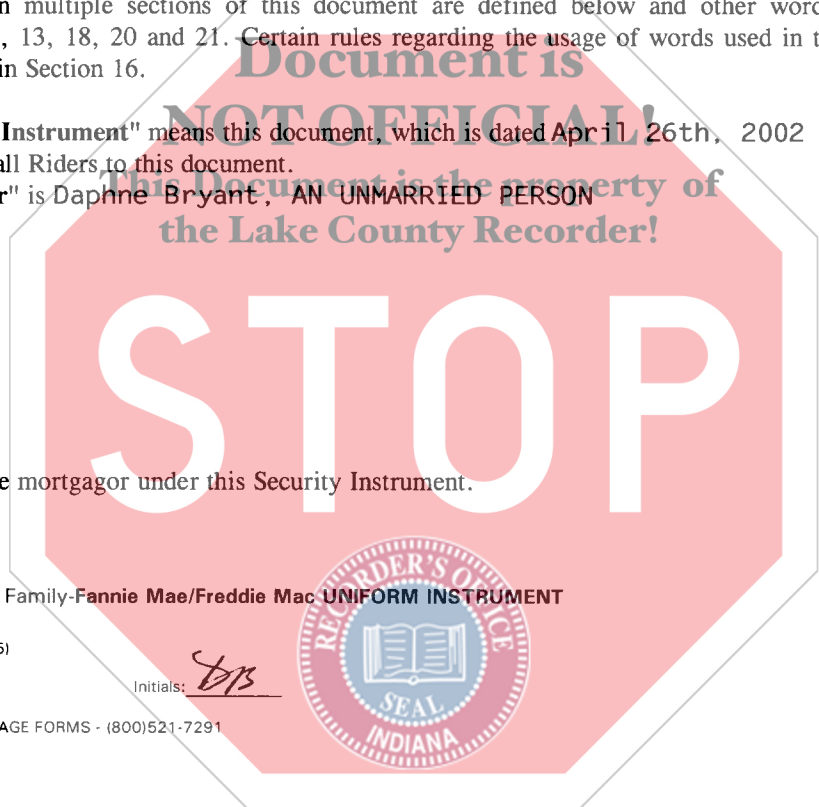 n multiple sections of this document are defined below and other word
, 13, 18, 20 and 21. Certain rules regarding the usage of words used in t
in Section 16.
Document is
NOT OFFICIAL!
Instrument" means this document, which is dated April 26th, 2002
all Riders to this document.
This Document is the property of
r" is Daphne Bryant, AN UNMARRIED PERSON
the Lake County Recorder!
STOP
e mortgagor under this Security Instrument.
Family-Fannie Mae/Freddie Mac UNIFORM INSTRUMENT
RECORDER'S OFFICE
SEAL
INDIANA
5)
Initials: DB
AGE FORMS - (800)521-7291